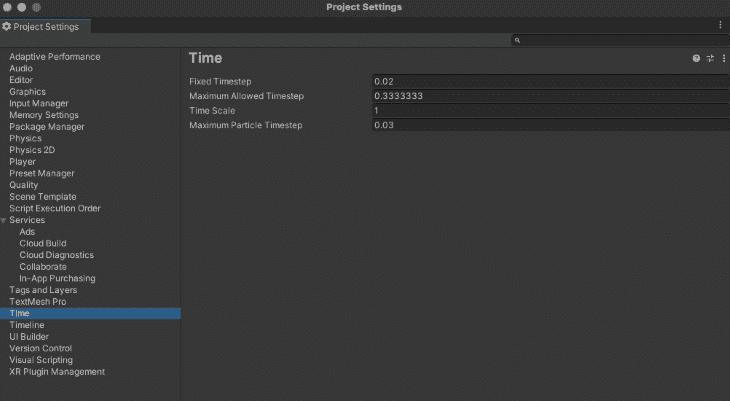 Project Settings
Project Settings
Adaptive Performance
Audio
Editor
Graphics
Input Manager
Memory Settings
Package Manager
Physics
Physics 2D
Player
Preset Manager
Quality
Scene Template
Script Execution Order
Services
Ads
Cloud Build
Cloud Diagnostics
Collaborate
In-App Purchasing
Tags and Layers
TextMesh Pro
Time
Timeline
UI Builder
Version Control
Visual Scripting
XR Plugin Management
Time
Fixed Timestep 0.02
Maximum Allowed Timestep 0.3333333
Time Scale 1
Maximum Particle Timestep 0.03